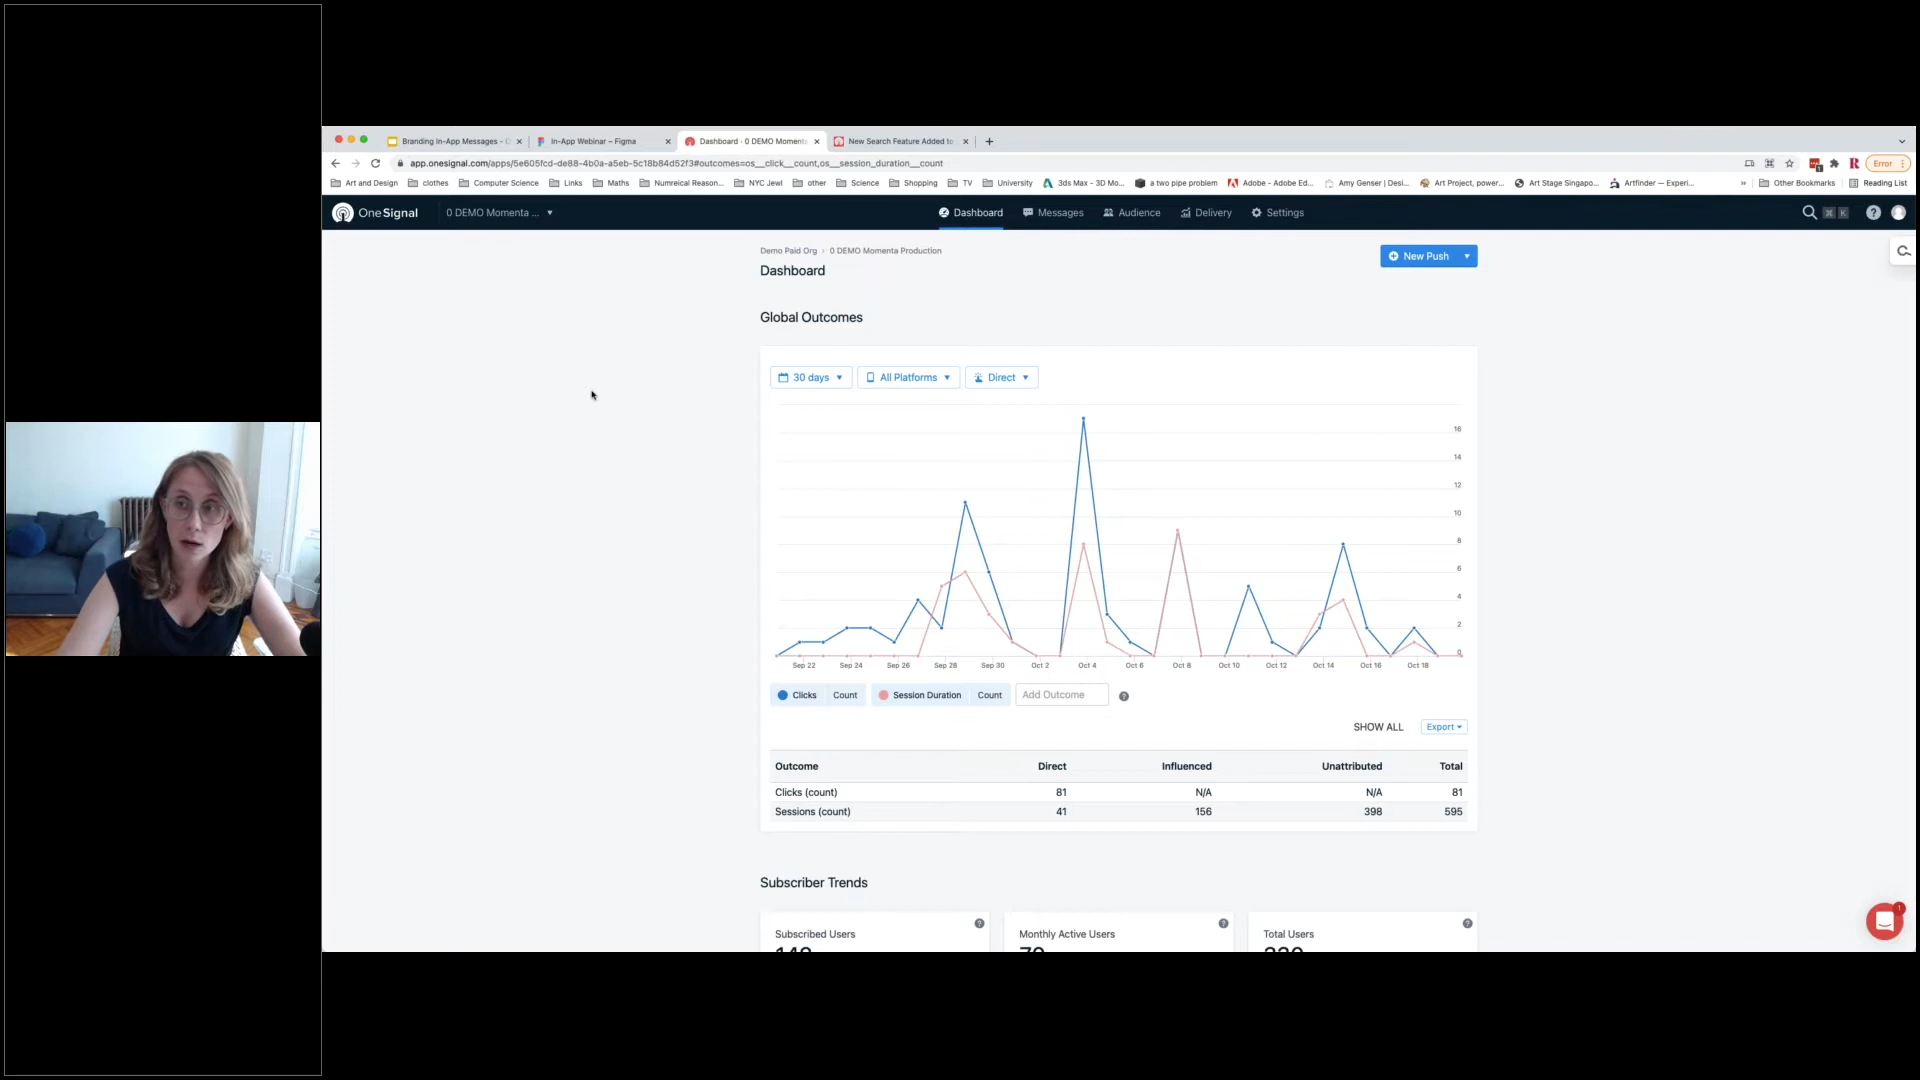 Branding In-App Messages -
In-App Webinar – Figma
Dashboard · 0 DEMO Momenta
New Search Feature Added to
app.onesignal.com/apps/5e605fcd-de88-4b0a-a5eb-5c18b84d52f3#outcomes=os__click__count,os__session_duration__count
Error
Art and Design
clothes
Computer Science
Links
Maths
Numreical Reason...
NYC Jewl
other
Science
Shopping
TV
University
3ds Max - 3D Mo...
a two pipe problem
Adobe - Adobe Ed...
Amy Genser | Desi...
Art Project, power...
Art Stage Singapo...
Artfinder — Experi...
»
Other Bookmarks
Reading List
OneSignal
0 DEMO Momenta ...
Dashboard
Messages
Audience
Delivery
Settings
⌘ K
Demo Paid Org › 0 DEMO Momenta Production
Dashboard
New Push
Global Outcomes
30 days
All Platforms
Direct
16
14
12
10
8
6
4
2
0
Sep 22
Sep 24
Sep 26
Sep 28
Sep 30
Oct 2
Oct 4
Oct 6
Oct 8
Oct 10
Oct 12
Oct 14
Oct 16
Oct 18
Clicks Count
Session Duration Count
Add Outcome
SHOW ALL
Export
Outcome Direct Influenced Unattributed Total
Clicks (count) 81 N/A N/A 81
Sessions (count) 41 156 398 595
Subscriber Trends
Subscribed Users
Monthly Active Users
Total Users
1